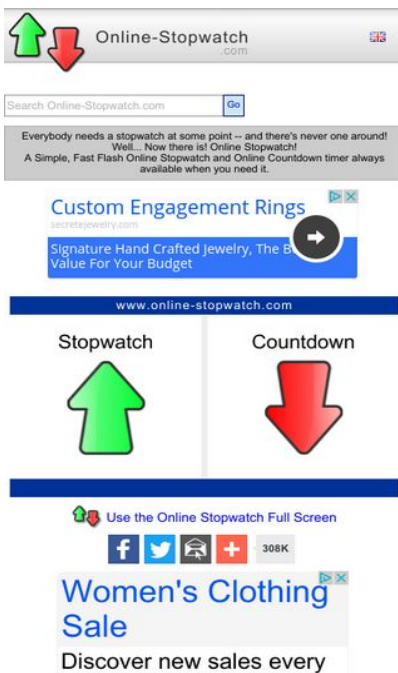 Online-Stopwatch
.com
Search Online-Stopwatch.com
Go
Everybody needs a stopwatch at some point -- and there's never one around!
Well... Now there is! Online Stopwatch!
A Simple, Fast Flash Online Stopwatch and Online Countdown timer always
available when you need it.
Custom Engagement Rings
secretejewelry.com
Signature Hand Crafted Jewelry, The B
Value For Your Budget
www.online-stopwatch.com
Stopwatch
Countdown
Use the Online Stopwatch Full Screen
308K
Women's Clothing
Sale
Discover new sales every